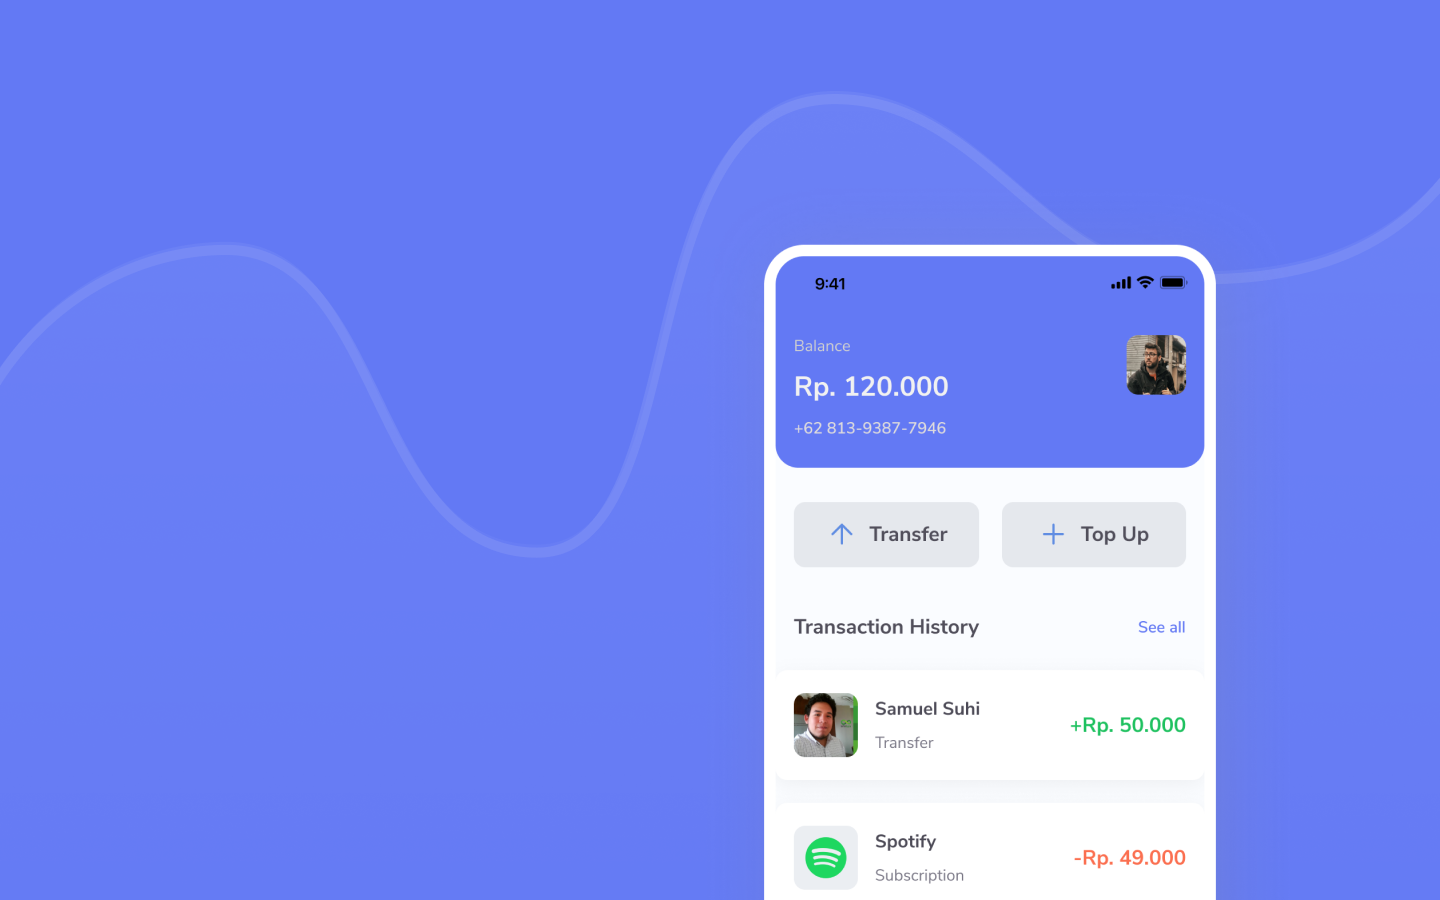 9:41
Balance
Rp. 120.000
+62 813-9387-7946
Transfer
Top Up
Transaction History
See all
Samuel Suhi
Transfer
+Rp. 50.000
Spotify
Subscription
-Rp. 49.000